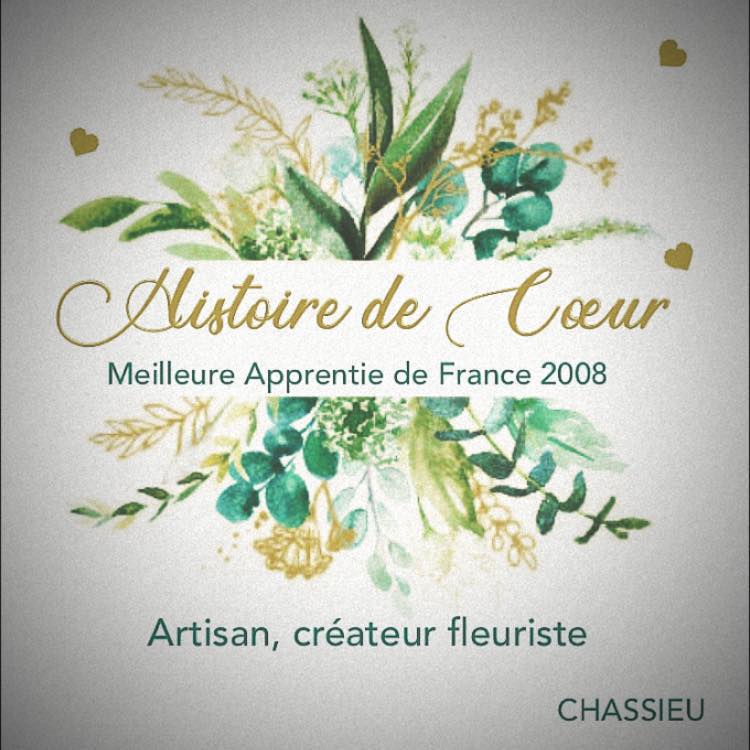 Histoire de Cœur
Meilleure Apprentie de France 2008
Artisan, créateur fleuriste
CHASSIEU